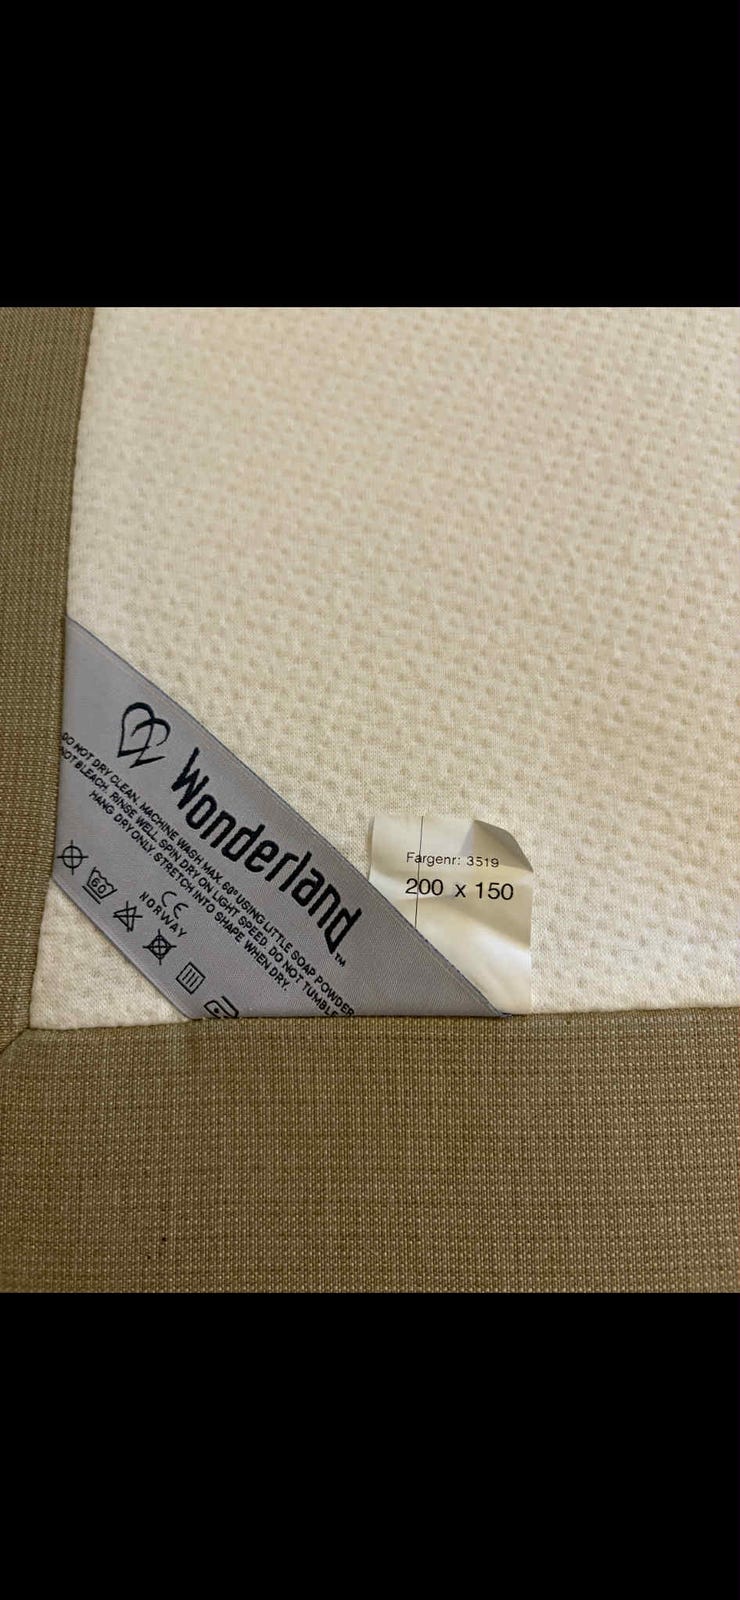 Wonderland™
DO NOT DRY CLEAN. MACHINE WASH MAX. 60° USING LITTLE SOAP POWDER
NOT BLEACH. RINSE WELL. SPIN DRY ON LIGHT SPEED. DO NOT TUMBLE
HANG DRY ONLY. STRETCH INTO SHAPE WHEN DRY.
60
CE
NORWAY
Fargenr: 3519
200 x 150